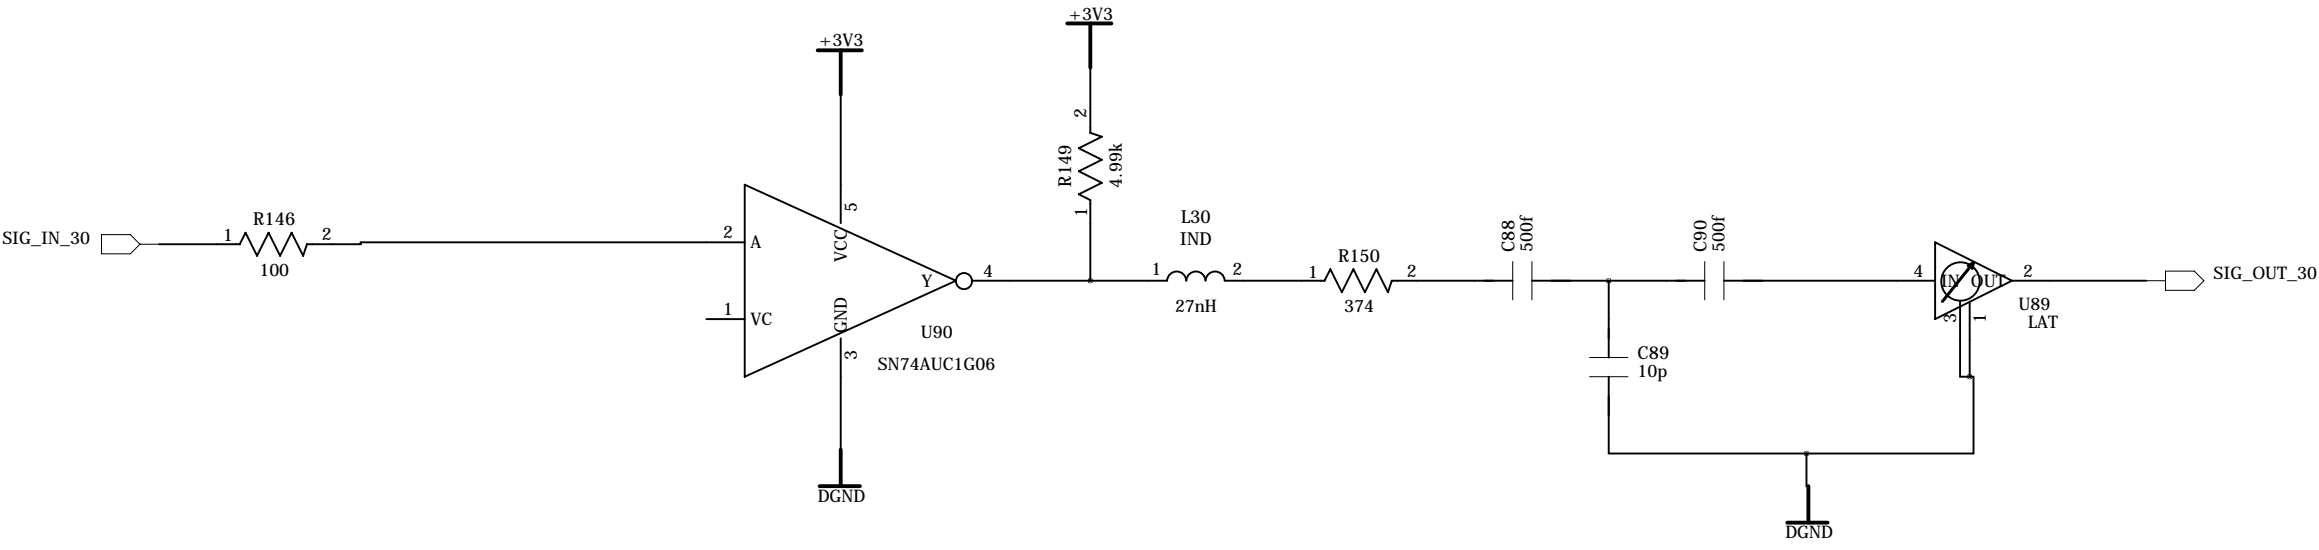 +3V3
+3V3
2
R149
4.99k
1
SIG_IN_30
1
R146
2
100
2
A
5
VCC
Y
4
1
VC
GND
3
U90
SN74AUC1G06
DGND
L30
IND
1
2
27nH
1
R150
2
374
C88
500f
C90
500f
C89
10p
4
IN
OUT
2
3
1
U89
LAT
SIG_OUT_30
DGND